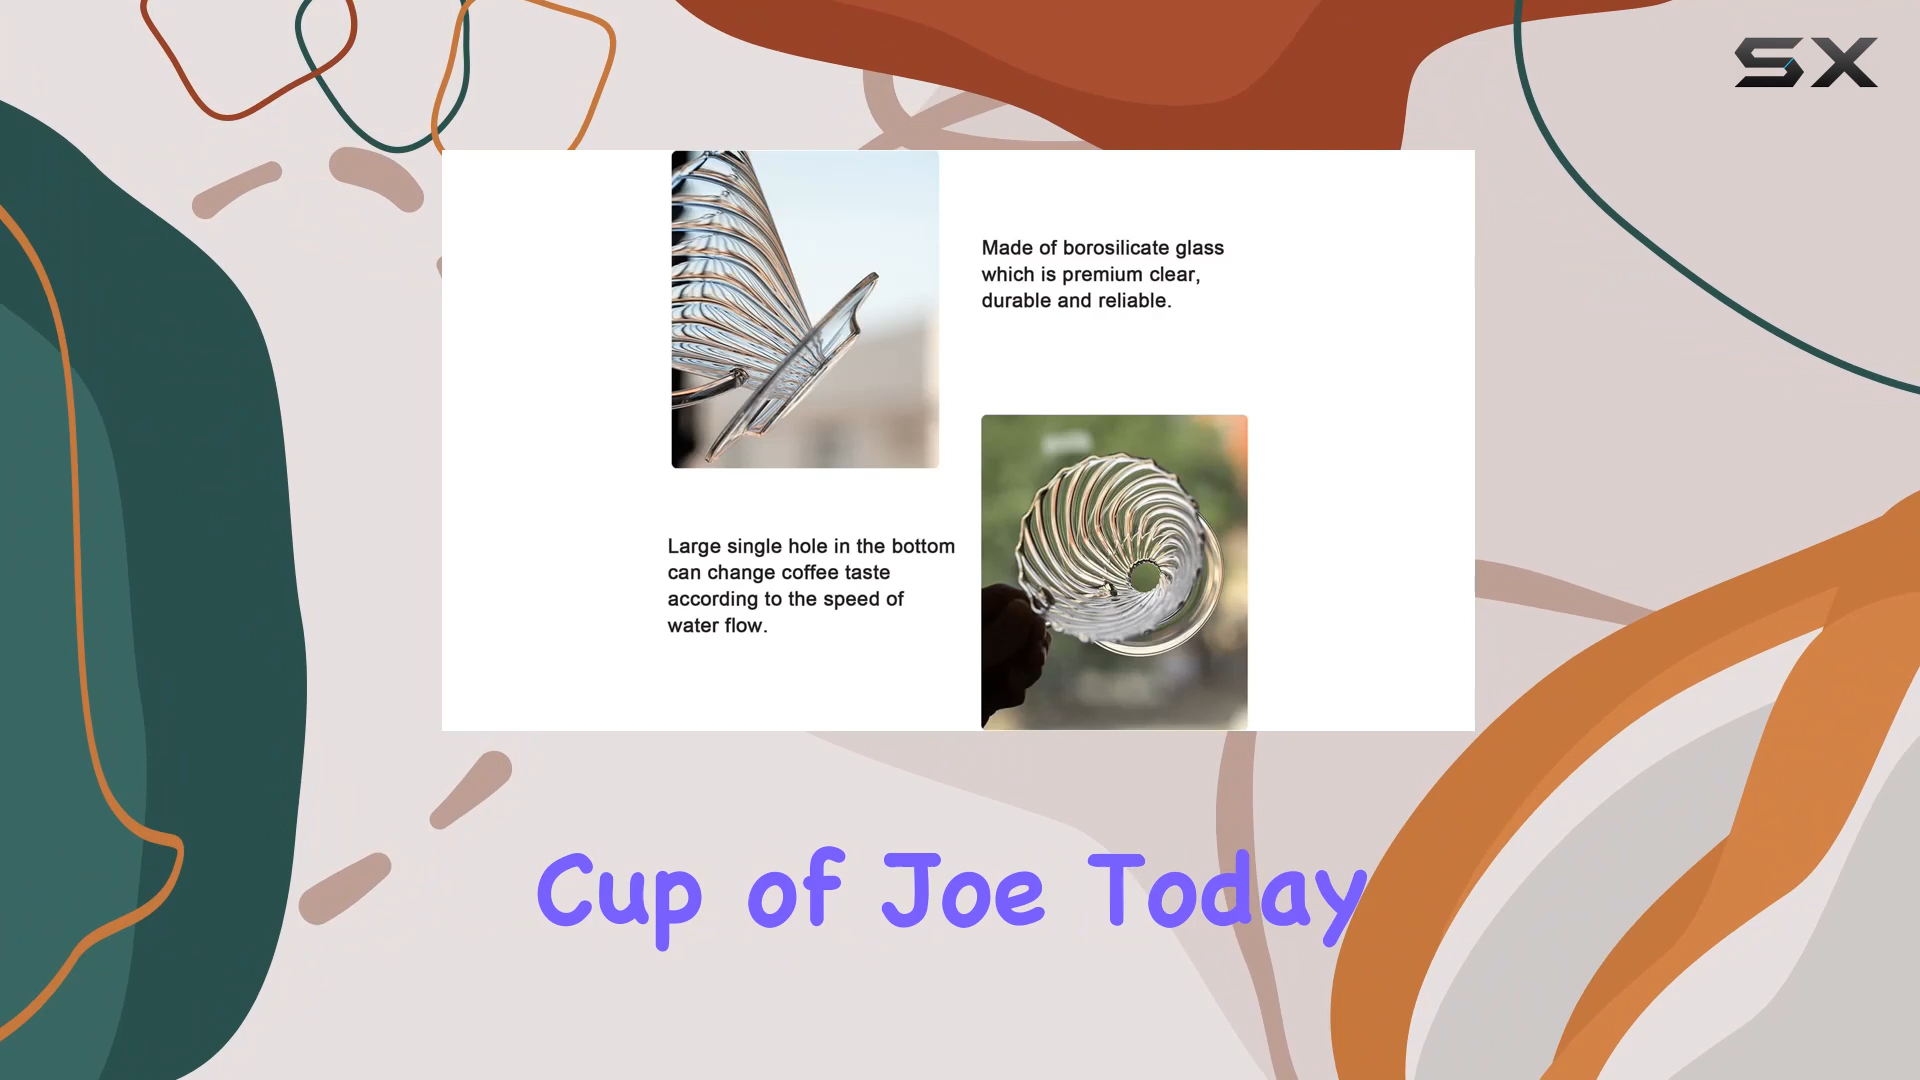 SX
Made of borosilicate glass
which is premium clear,
durable and reliable.
Large single hole in the bottom
can change coffee taste
according to the speed of
water flow.
Cup of Joe Today